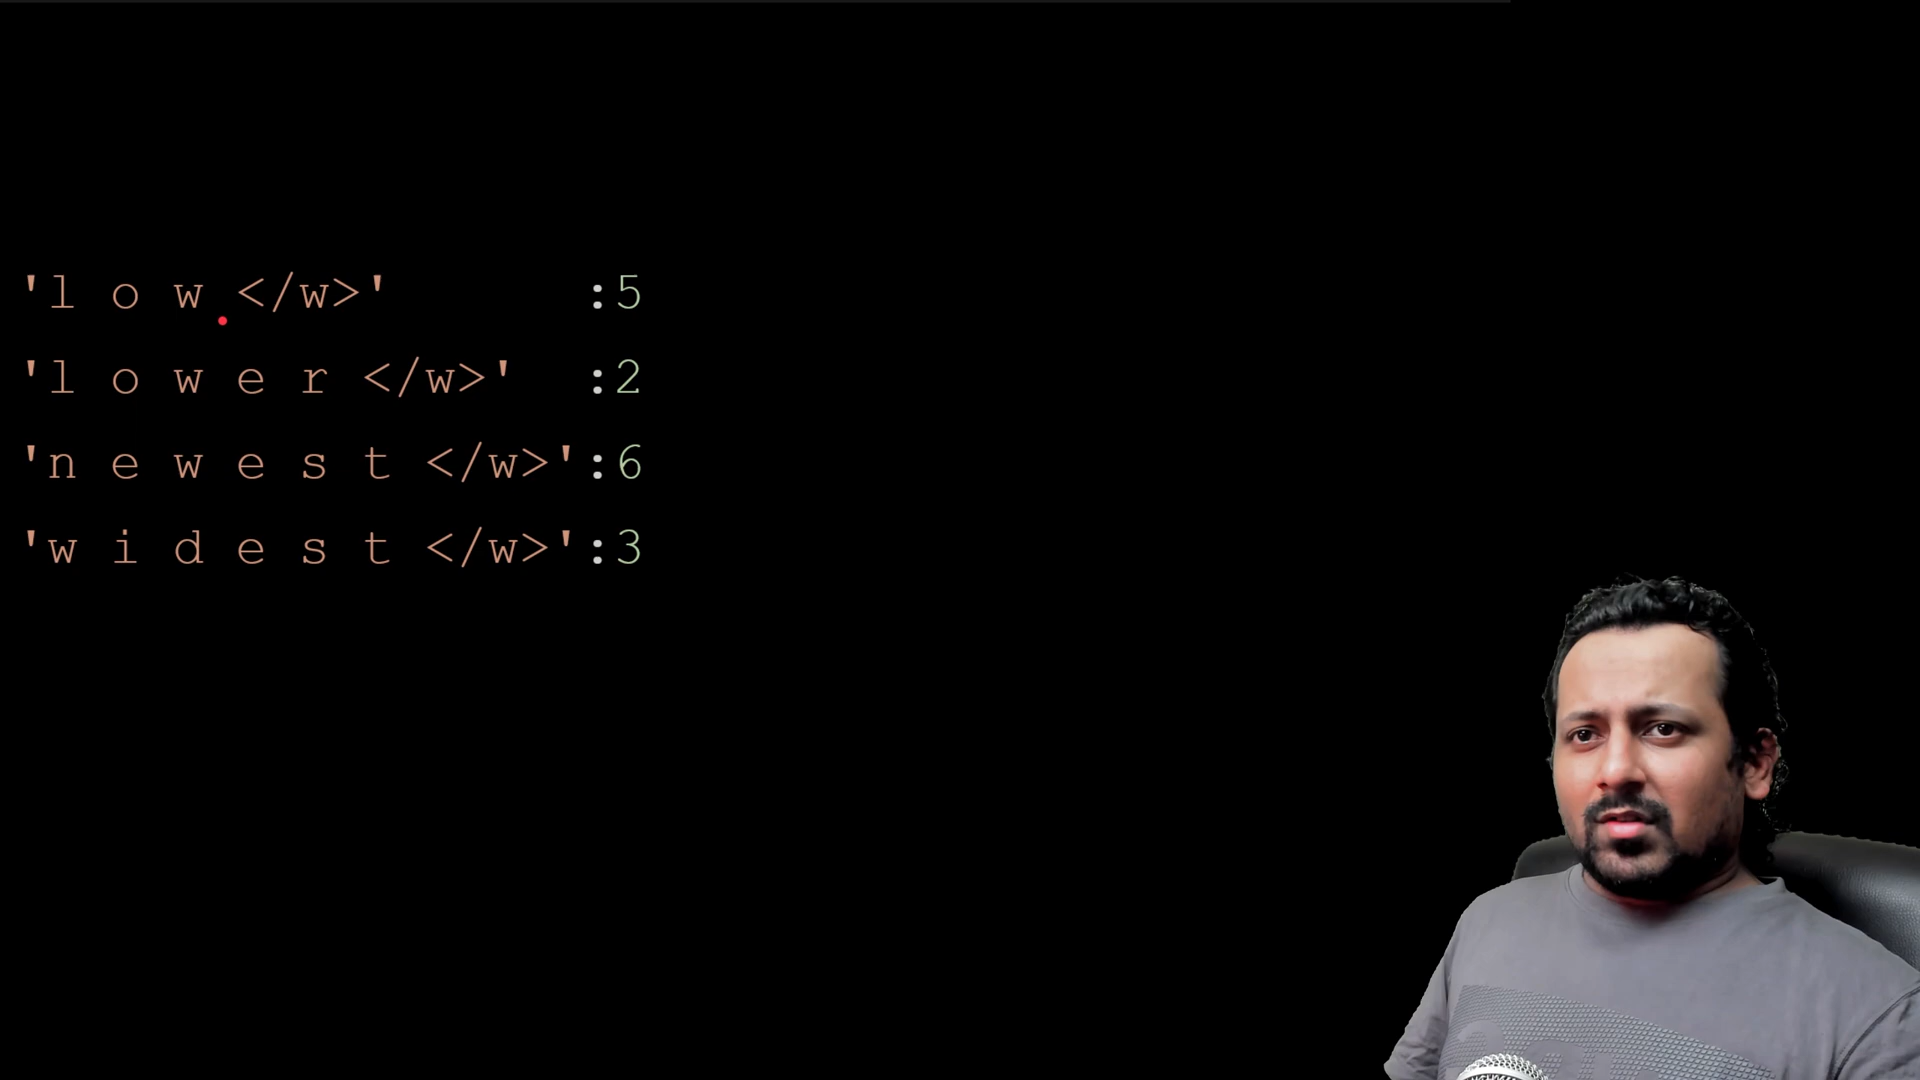 'l o w </w>' :5
'l o w e r </w>' :2
'n e w e s t </w>':6
'w i d e s t </w>':3